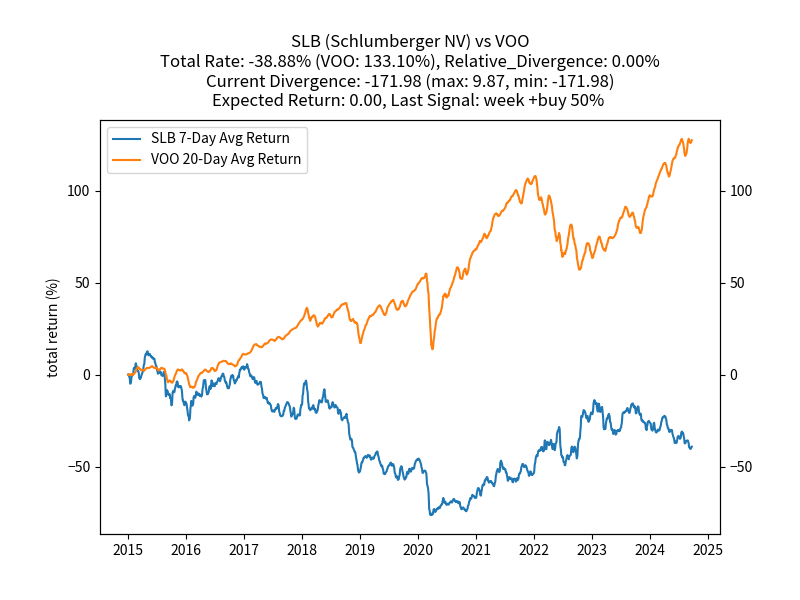 SLB (Schlumberger NV) vs VOO
Total Rate: -38.88% (VOO: 133.10%), Relative_Divergence: 0.00%
Current Divergence: -171.98 (max: 9.87, min: -171.98)
Expected Return: 0.00, Last Signal: week +buy 50%
SLB 7-Day Avg Return
VOO 20-Day Avg Return
total return (%)
100
50
0
−50
100
50
0
−50
2015
2016
2017
2018
2019
2020
2021
2022
2023
2024
2025